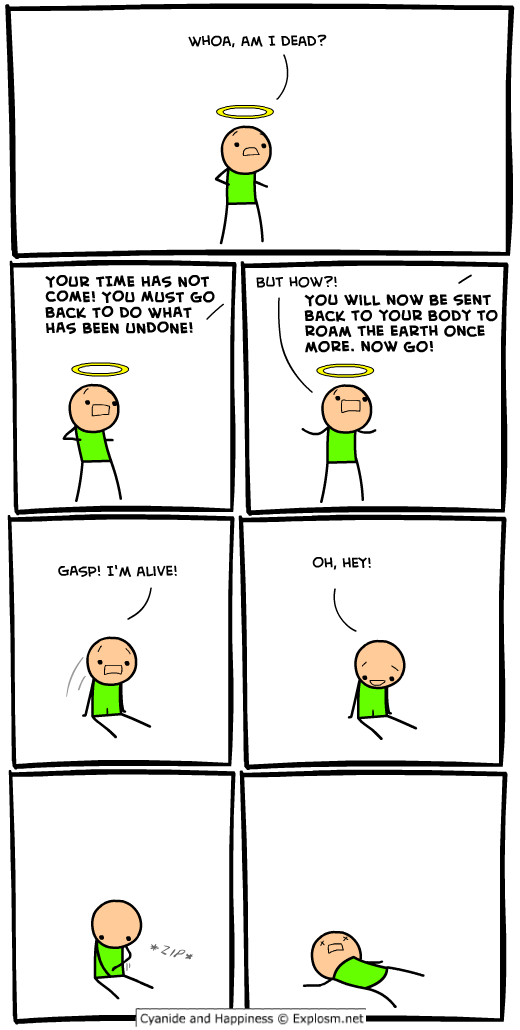 WHOA, AM I DEAD?
YOUR TIME HAS NOT
COME! YOU MUST GO
BACK TO DO WHAT
HAS BEEN UNDONE!
BUT HOW?!
YOU WILL NOW BE SENT
BACK TO YOUR BODY TO
ROAM THE EARTH ONCE
MORE. NOW GO!
GASP! I'M ALIVE!
OH, HEY!
*ZIP*
Cyanide and Happiness © Explosm.net